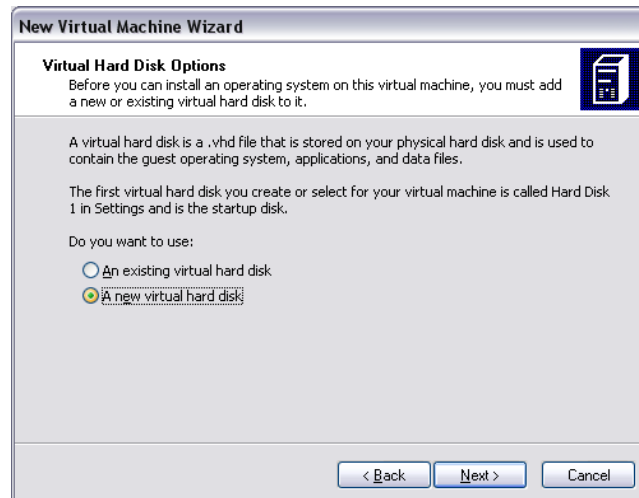 New Virtual Machine Wizard
Virtual Hard Disk Options
Before you can install an operating system on this virtual machine, you must add
a new or existing virtual hard disk to it.
A virtual hard disk is a .vhd file that is stored on your physical hard disk and is used to
contain the guest operating system, applications, and data files.
The first virtual hard disk you create or select for your virtual machine is called Hard Disk
1 in Settings and is the startup disk.
Do you want to use:
An existing virtual hard disk
A new virtual hard disk
< Back
Next >
Cancel